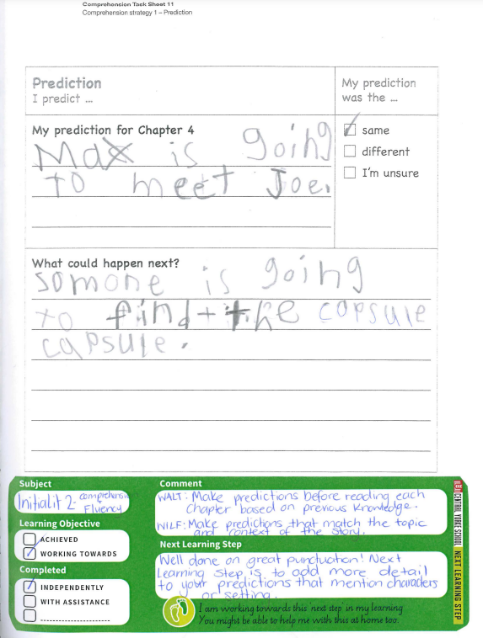 Comprehension Task Sheet 11
Comprehension strategy 1 – Prediction
Prediction
I predict ...
My prediction
was the ...
My prediction for Chapter 4
Max is going
to meet Joe.
same
different
I'm unsure
What could happen next?
somone is going
to find the copsule
capsule.
Subject
Initialit 2- comprehension
Fluency
Learning Objective
ACHIEVED
WORKING TOWARDS
Completed
INDEPENDENTLY
WITH ASSISTANCE
Comment
WALT: Make predictions before reading each
chapter based on previous knowledge.
WILF: Make predictions that match the topic
and context of the story.
Next Learning Step
Well done on great punctuation! Next
learning step is to add more detail
to your predictions that mention characters
or setting.
I am working towards this next step in my learning
You might be able to help me with this at home too.
NEXT LEARNING STEP